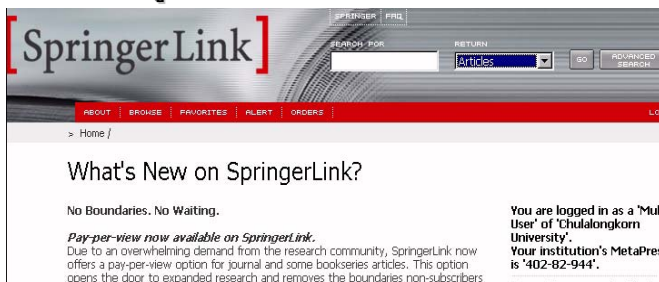 SPRINGER FAQ
[SpringerLink]
SEARCH FOR RETURN
Articles GO ADVANCED SEARCH
ABOUT BROWSE FAVORITES ALERT ORDERS LO
> Home /
What's New on SpringerLink?
No Boundaries. No Waiting.
Pay-per-view now available on SpringerLink.
Due to an overwhelming demand from the research community, SpringerLink now
offers a pay-per-view option for journal and some bookseries articles. This option
opens the door to expanded research and removes the boundaries non-subscribers
You are logged in as a 'Mul
User' of 'Chulalongkorn
University'.
Your institution's MetaPres
is '402-82-944'.